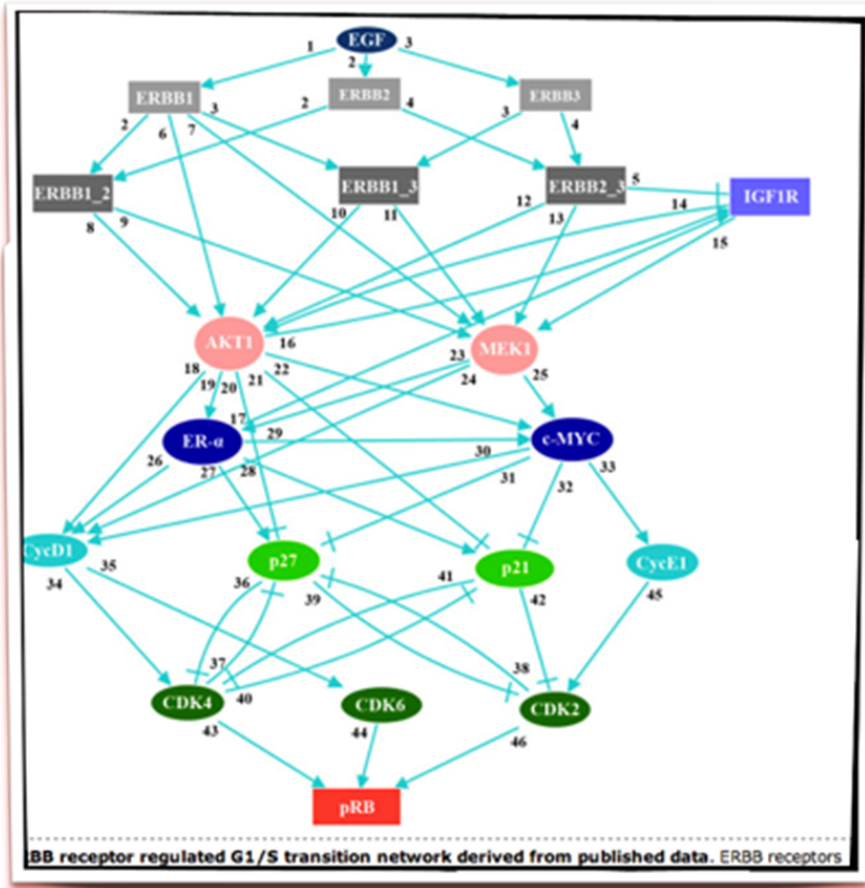 EGF
1 2 3
ERBB1 ERBB2 ERBB3
2 6 7 3 2 4 3 4
ERBB1_2 ERBB1_3 ERBB2_3 5 IGF1R
8 9 10 11 12 13 14 15
AKT1 16 MEK1
18 19 20 21 22 23 24 25
17
ER-α 29 c-MYC
26 27 28 30 31 32 33
CycD1 p27 p21 CycE1
34 35 36 39 41 42 45
37 40 38
CDK4 CDK6 CDK2
43 44 46
pRB
BB receptor regulated G1/S transition network derived from published data. ERBB receptors